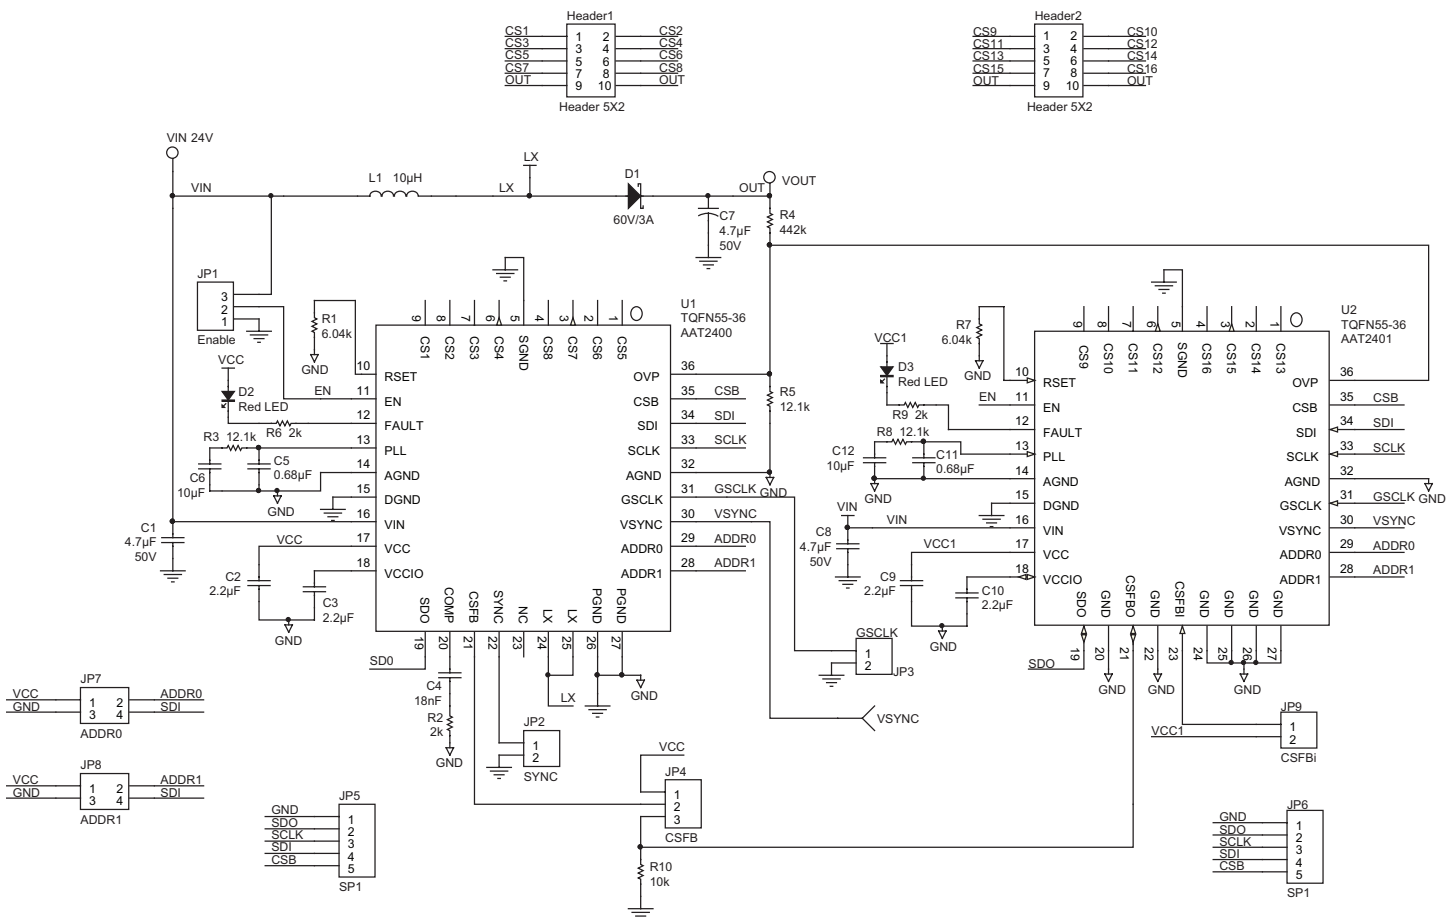 Header1
CS1 1 2 CS2
CS3 3 4 CS4
CS5 5 6 CS6
CS7 7 8 CS8
OUT 9 10 OUT
Header 5X2
Header2
CS9 1 2 CS10
CS11 3 4 CS12
CS13 5 6 CS14
CS15 7 8 CS16
OUT 9 10 OUT
Header 5X2
VIN 24V
VIN
L1 10µH
LX
LX
D1
60V/3A
OUT
VOUT
C7
4.7µF
50V
R4
442k
JP1
3
2
1
Enable
R1
6.04k
GND
VCC
D2
Red LED
EN
R6 2k
R3 12.1k
C6
10µF
C5
0.68µF
GND
C1
4.7µF
50V
VCC
C2
2.2µF
C3
2.2µF
GND
U1
TQFN55-36
AAT2400
9 CS1
8 CS2
7 CS3
6 CS4
5 SGND
4 CS8
3 CS7
2 CS6
1 CS5
10 RSET
11 EN
12 FAULT
13 PLL
14 AGND
15 DGND
16 VIN
17 VCC
18 VCCIO
OVP 36
CSB 35 CSB
SDI 34 SDI
SCLK 33 SCLK
AGND 32
GSCLK 31 GSCLK
VSYNC 30 VSYNC
ADDR0 29 ADDR0
ADDR1 28 ADDR1
SDO 19
COMP 20
CSFB 21
SYNC 22
NC 23
LX 24
LX 25
PGND 26
PGND 27
SD0
C4
18nF
R2
2k
GND
LX
GND
JP2
1
2
SYNC
R5
12.1k
GND
GSCLK
1
2
JP3
VSYNC
VCC
JP4
1
2
3
CSFB
R10
10k
U2
TQFN55-36
AAT2401
9 CS9
8 CS10
7 CS11
6 CS12
5 SGND
4 CS16
3 CS15
2 CS14
1 CS13
R7
6.04k
GND
VCC1
D3
Red LED
EN
R9 2k
R8 12.1k
C12
10µF
C11
0.68µF
GND
VIN
VIN
C8
4.7µF
50V
VCC1
C9
2.2µF
C10
2.2µF
GND
10 RSET
11 EN
12 FAULT
13 PLL
14 AGND
15 DGND
16 VIN
17 VCC
18 VCCIO
OVP 36
CSB 35 CSB
SDI 34 SDI
SCLK 33 SCLK
AGND 32
GND
GSCLK 31 GSCLK
VSYNC 30 VSYNC
ADDR0 29 ADDR0
ADDR1 28 ADDR1
SDO 19
GND 20
CSFBO 21
GND 22
CSFBI 23
GND 24
GND 25
GND 26
GND 27
SDO
GND
GND
GND
JP9
1
2
CSFBi
VCC1
JP7
VCC 1 2 ADDR0
GND 3 4 SDI
ADDR0
JP8
VCC 1 2 ADDR1
GND 3 4 SDI
ADDR1
JP5
GND 1
SDO 2
SCLK 3
SDI 4
CSB 5
SP1
JP6
GND 1
SDO 2
SCLK 3
SDI 4
CSB 5
SP1